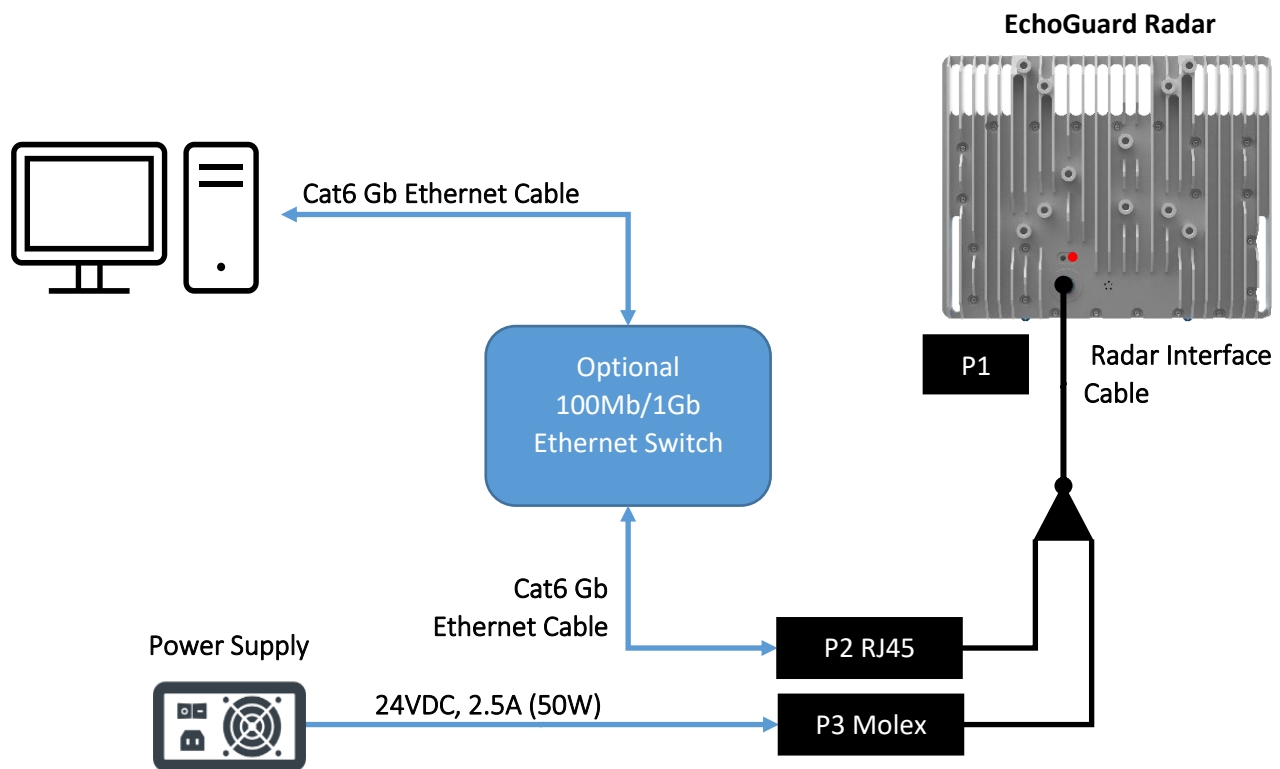 EchoGuard Radar
Cat6 Gb Ethernet Cable
Optional
100Mb/1Gb
Ethernet Switch
P1
Radar Interface
Cable
Cat6 Gb
Ethernet Cable
P2 RJ45
Power Supply
24VDC, 2.5A (50W)
P3 Molex